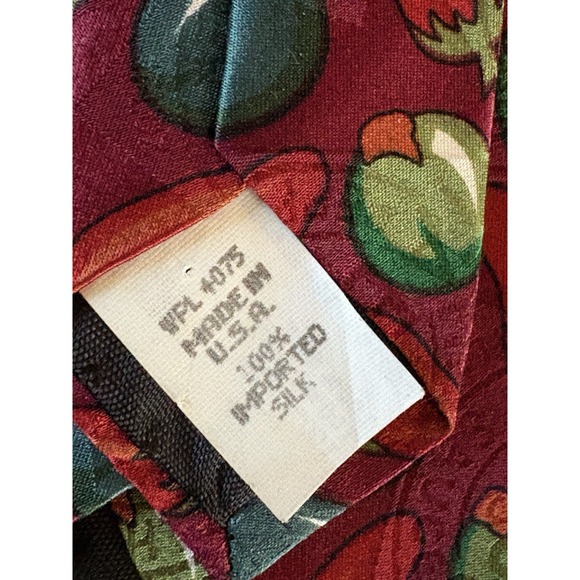 WPL 4075
MADE IN
U.S.A.
100%
IMPORTED
SILK